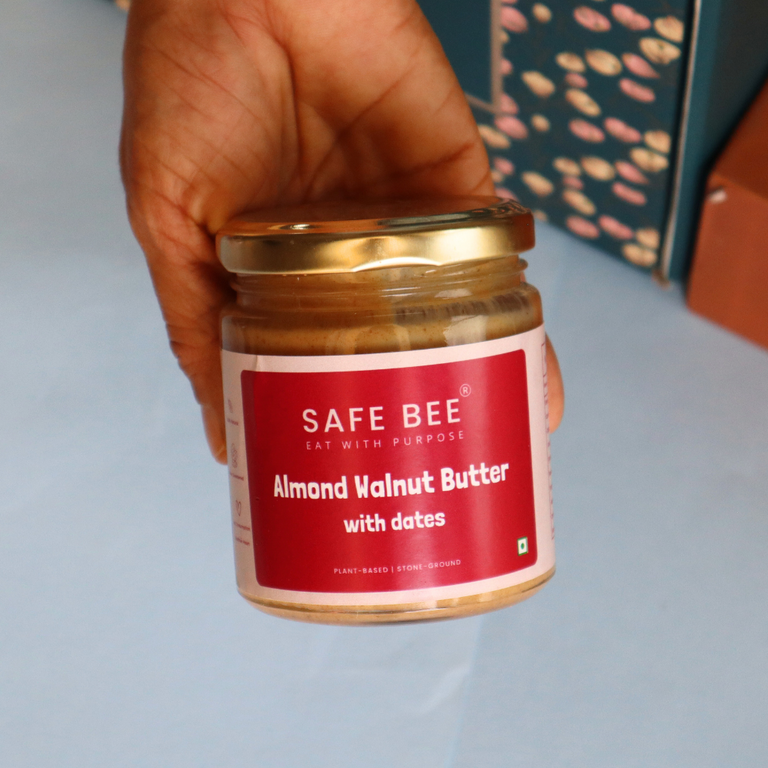 SAFE BEE®
EAT WITH PURPOSE
Almond Walnut Butter
with dates
PLANT-BASED | STONE-GROUND